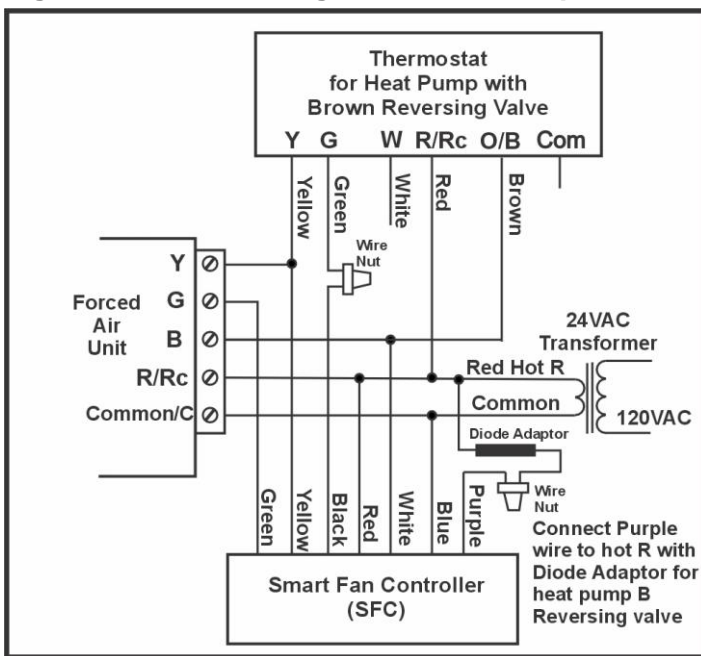 Thermostat
for Heat Pump with
Brown Reversing Valve
Y G W R/Rc O/B Com
Yellow
Green
White
Red
Brown
Wire
Nut
Forced
Air
Unit
Y
G
B
R/Rc
Common/C
24VAC
Transformer
Red Hot R
Common
120VAC
Diode Adaptor
Wire
Nut
Green
Yellow
Black
Red
White
Blue
Purple
Connect Purple
wire to hot R with
Diode Adaptor for
heat pump B
Reversing valve
Smart Fan Controller
(SFC)